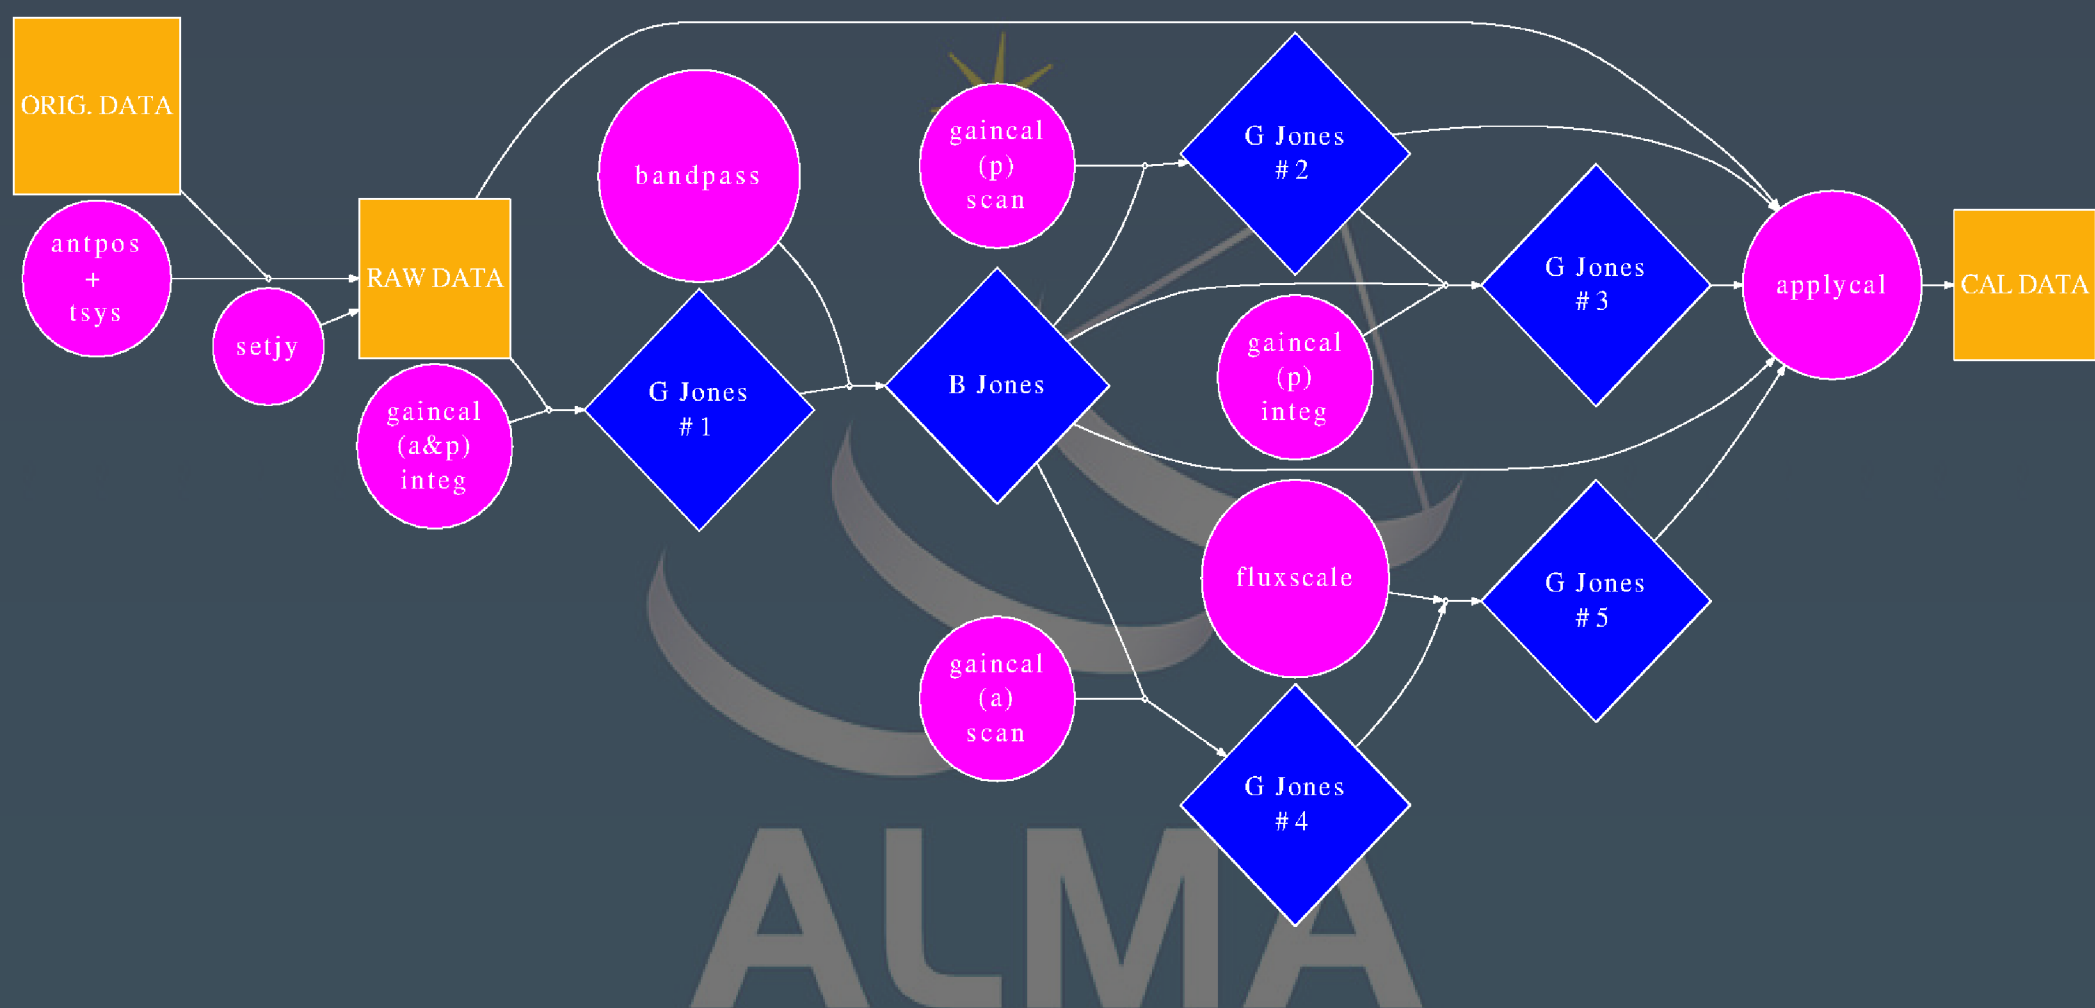 ORIG. DATA
antpos
+
tsys
setjy
RAW DATA
gaincal
(a&p)
integ
bandpass
G Jones
#1
B Jones
gaincal
(p)
scan
G Jones
#2
gaincal
(p)
integ
G Jones
#3
fluxscale
gaincal
(a)
scan
G Jones
#4
G Jones
#5
applycal
CAL DATA
ALMA